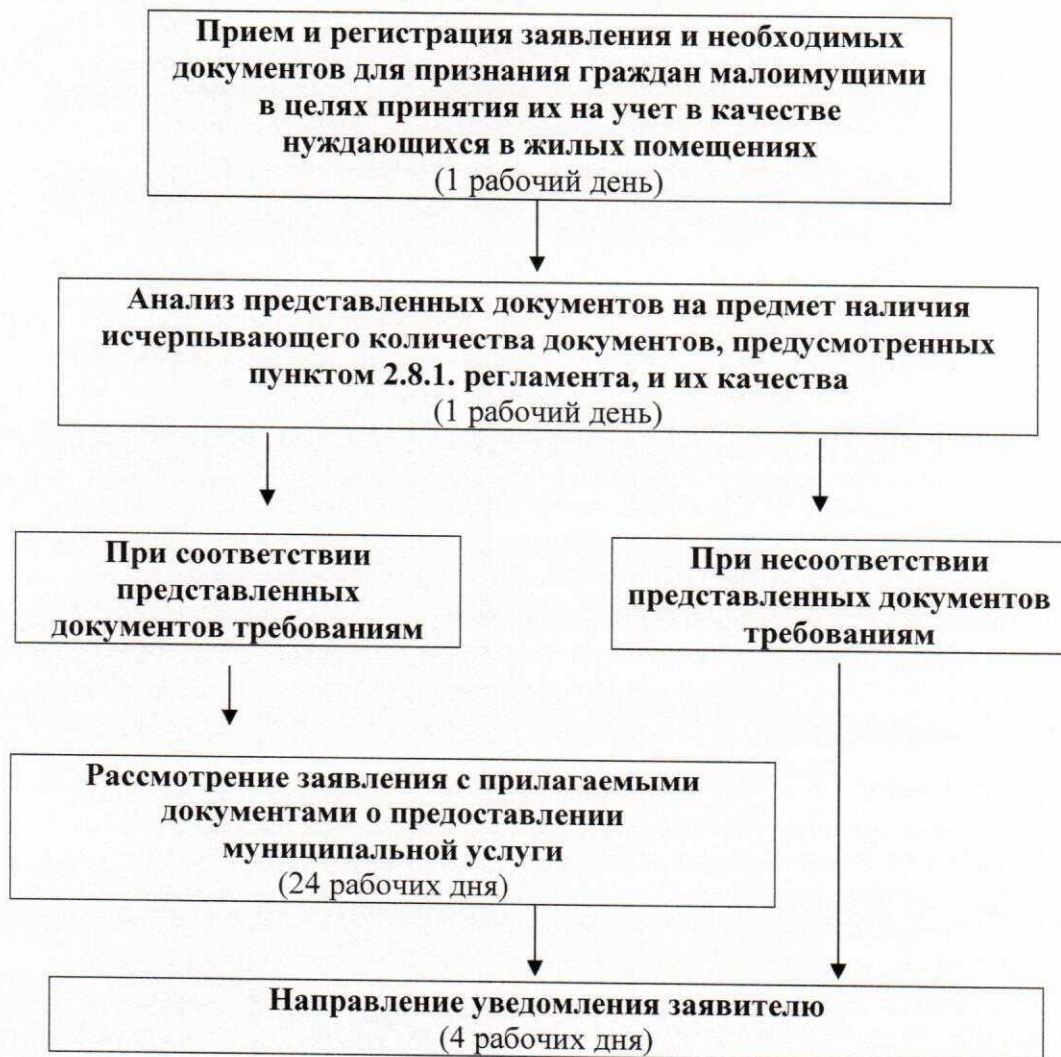 Прием и регистрация заявления и необходимых
документов для признания граждан малоимущими
в целях принятия их на учет в качестве
нуждающихся в жилых помещениях
(1 рабочий день)
Анализ представленных документов на предмет наличия
исчерпывающего количества документов, предусмотренных
пунктом 2.8.1. регламента, и их качества
(1 рабочий день)
При соответствии
представленных
документов требованиям
При несоответствии
представленных документов
требованиям
Рассмотрение заявления с прилагаемыми
документами о предоставлении
муниципальной услуги
(24 рабочих дня)
Направление уведомления заявителю
(4 рабочих дня)